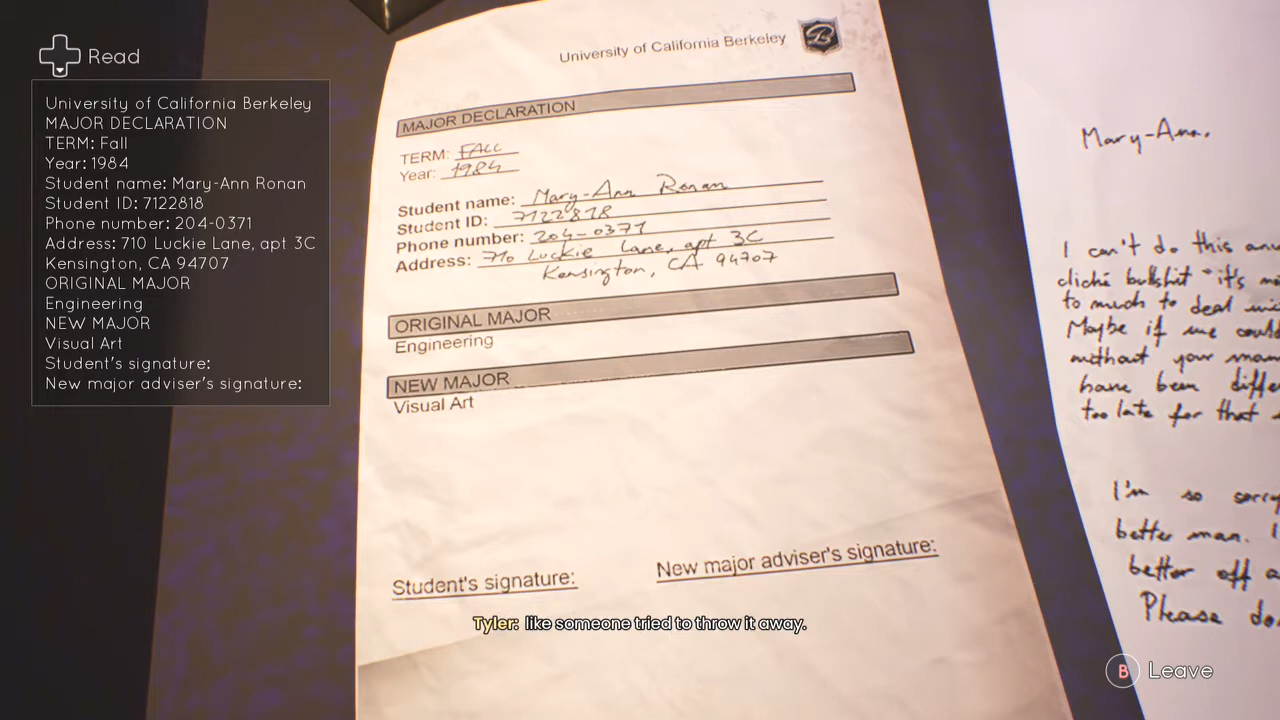 Read
University of California Berkeley
MAJOR DECLARATION
TERM: Fall
Year: 1984
Student name: Mary-Ann Ronan
Student ID: 7122818
Phone number: 204-0371
Address: 710 Luckie Lane, apt 3C
Kensington, CA 94707
ORIGINAL MAJOR
Engineering
NEW MAJOR
Visual Art
Student's signature:
New major adviser's signature:
University of California Berkeley
B
MAJOR DECLARATION
TERM: FALL
Year: 1984
Student name: Mary-Ann Ronan
Student ID: 7122818
Phone number: 204-0371
Address: 710 Luckie Lane, apt 3C
Kensington, CA 94707
ORIGINAL MAJOR
Engineering
NEW MAJOR
Visual Art
Student's signature: New major adviser's signature:
Mary-Ann,
I can't do this
cliché bullshit "it's
to much to deal
Maybe if we
without your
have been
too late for that
I'm so
better man.
better off
Please
Tyler: like someone tried to throw it away.
B Leave